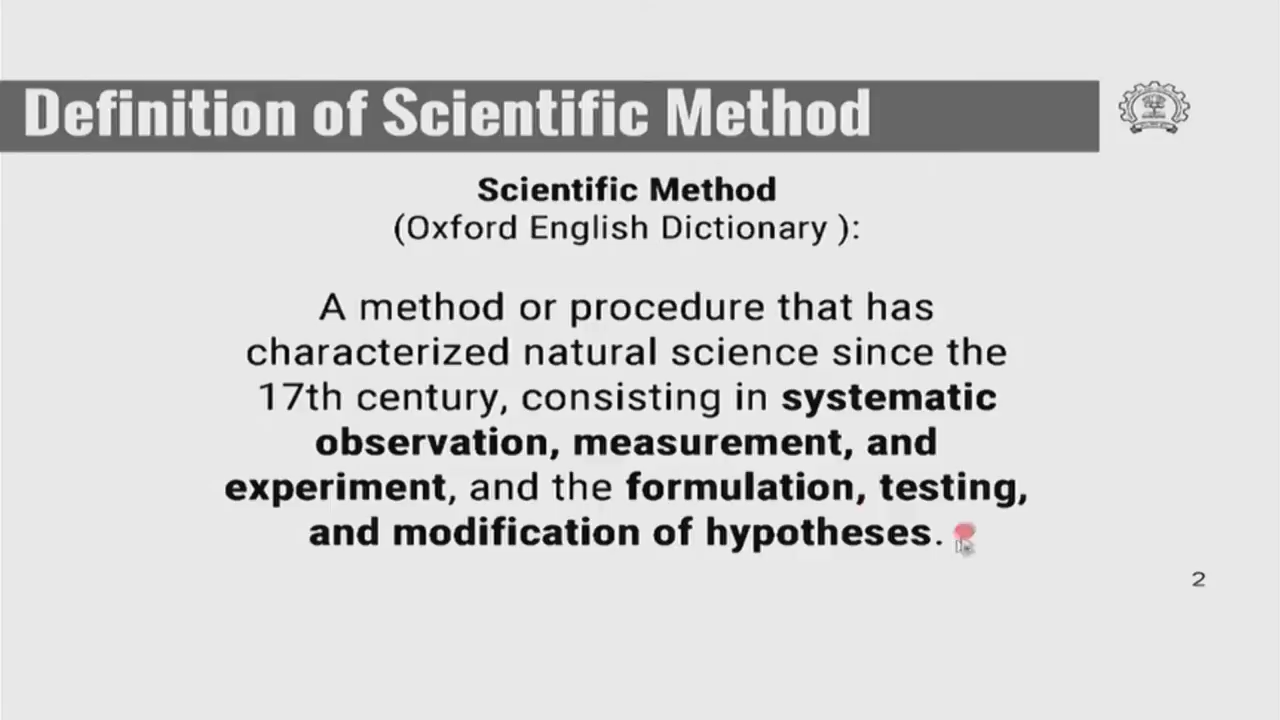 Definition of Scientific Method
Scientific Method
(Oxford English Dictionary ):
A method or procedure that has
characterized natural science since the
17th century, consisting in systematic
observation, measurement, and
experiment, and the formulation, testing,
and modification of hypotheses.
2